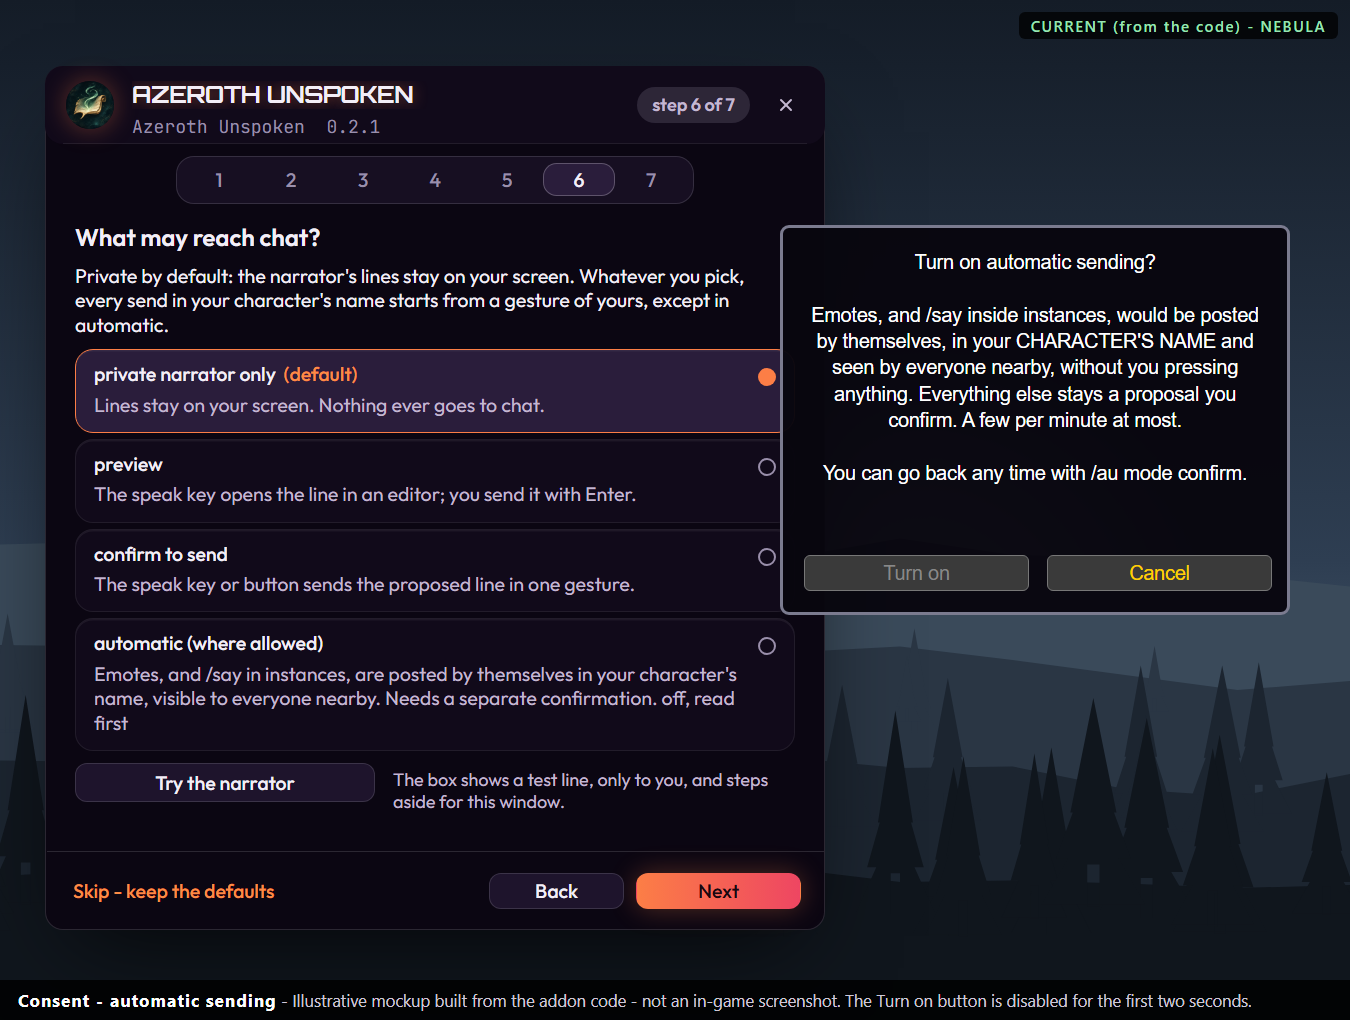 CURRENT (from the code) - NEBULA
AZEROTH UNSPOKEN
Azeroth Unspoken 0.2.1
step 6 of 7
1 2 3 4 5 6 7
What may reach chat?
Private by default: the narrator's lines stay on your screen. Whatever you pick,
every send in your character's name starts from a gesture of yours, except in
automatic.
private narrator only (default)
Lines stay on your screen. Nothing ever goes to chat.
preview
The speak key opens the line in an editor; you send it with Enter.
confirm to send
The speak key or button sends the proposed line in one gesture.
automatic (where allowed)
Emotes, and /say in instances, are posted by themselves in your character's
name, visible to everyone nearby. Needs a separate confirmation. off, read
first
Try the narrator
The box shows a test line, only to you, and steps
aside for this window.
Skip - keep the defaults
Back
Next
Turn on automatic sending?
Emotes, and /say inside instances, would be posted
by themselves, in your CHARACTER'S NAME and
seen by everyone nearby, without you pressing
anything. Everything else stays a proposal you
confirm. A few per minute at most.
You can go back any time with /au mode confirm.
Turn on
Cancel
Consent - automatic sending - Illustrative mockup built from the addon code - not an in-game screenshot. The Turn on button is disabled for the first two seconds.